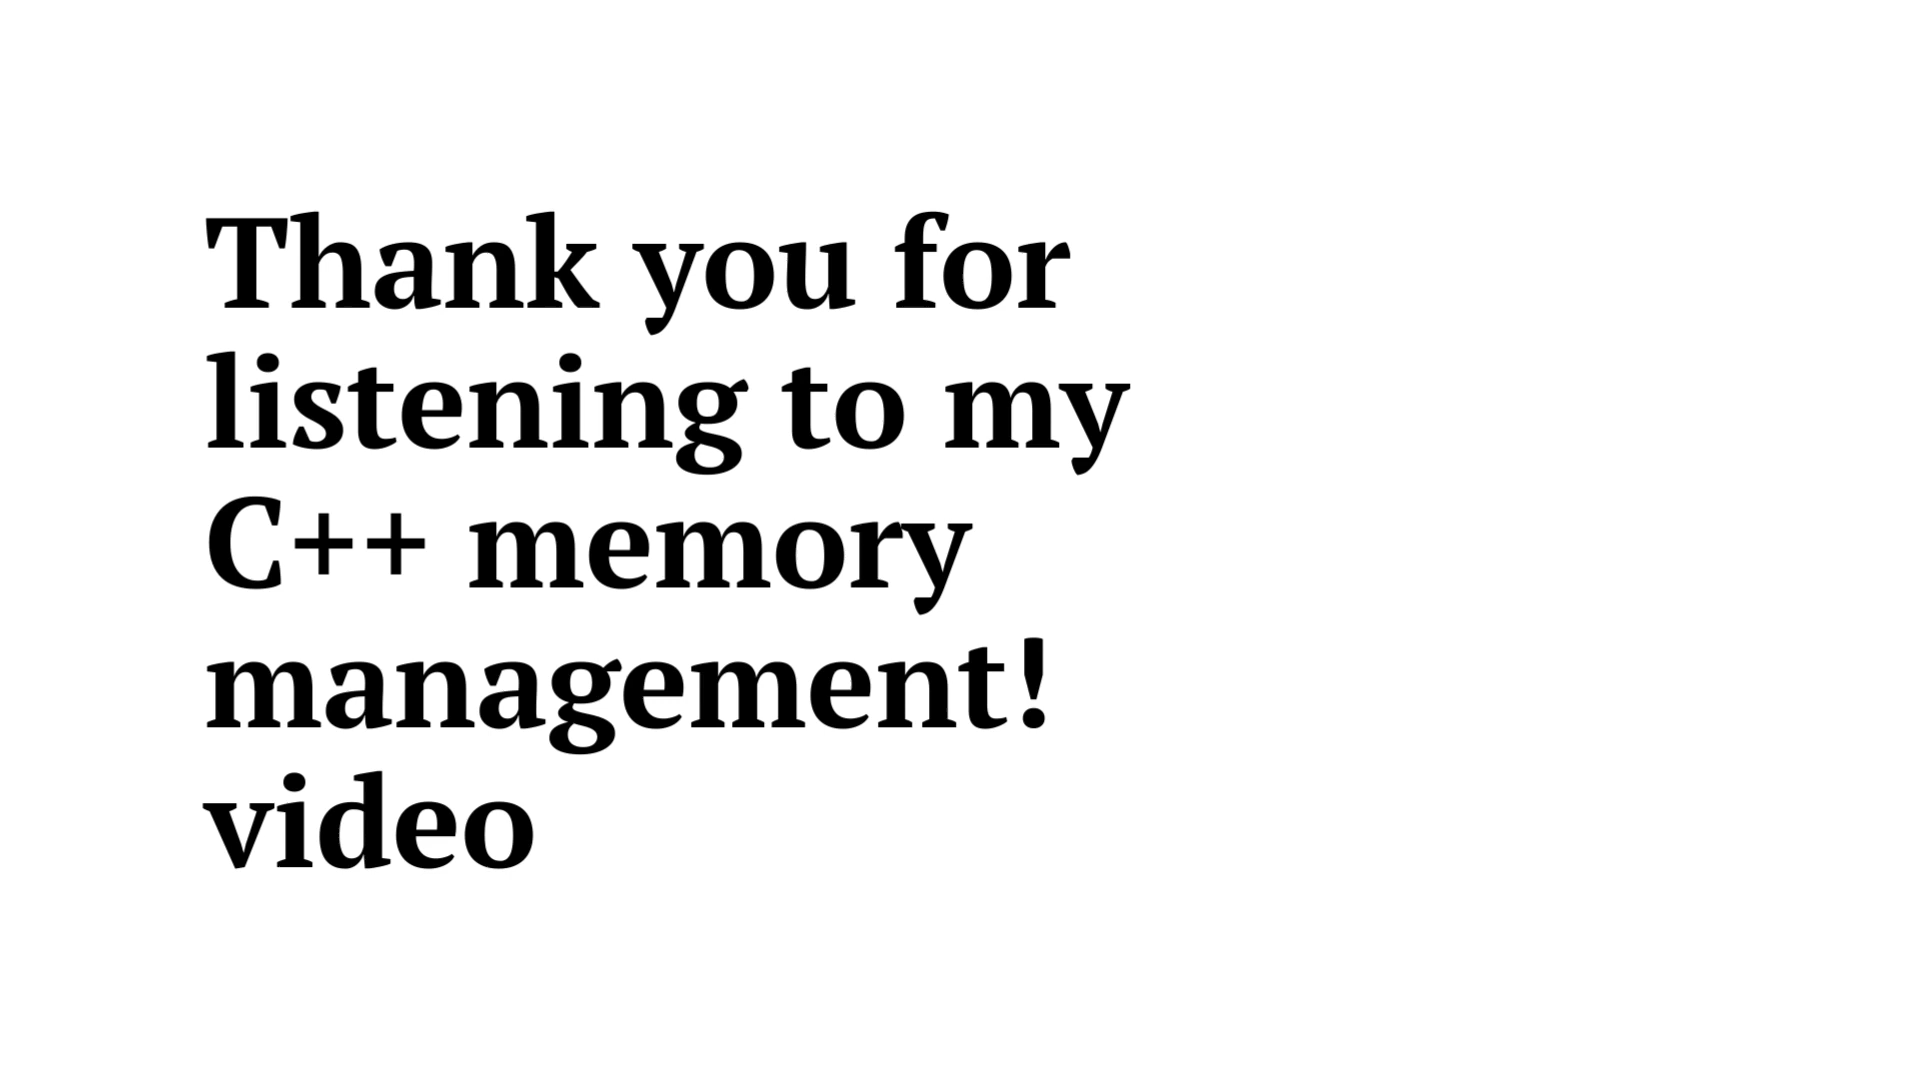 Thank you for
listening to my
C++ memory
management!
video